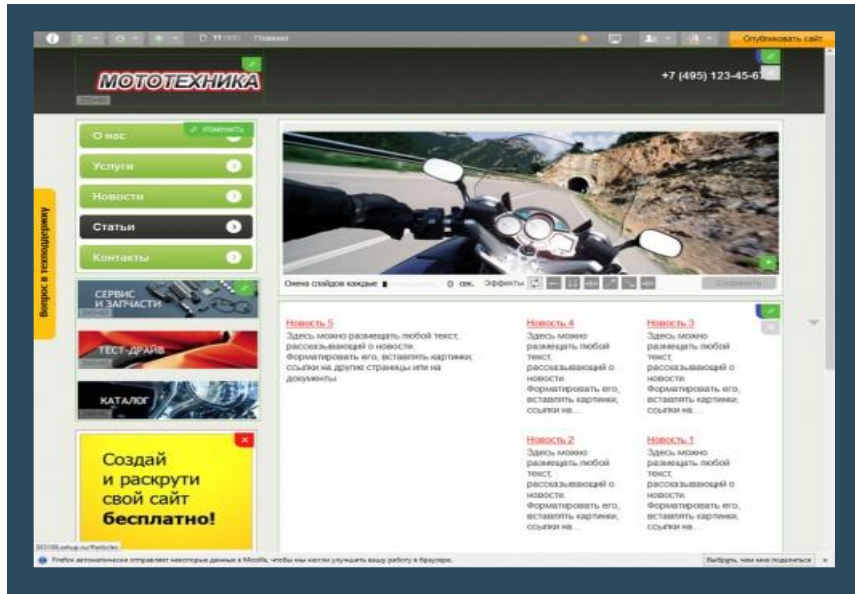 Главная
Опубликовать сайт
МОТОТЕХНИКА
+7 (495) 123-45-67
О нас
Изменить
Услуги
Новости
Статьи
Контакты
Вопрос в техподдержку
Смена слайдов каждые
0 сек.
Эффекты
Сохранить
СЕРВИС
И ЗАПЧАСТИ
ТЕСТ-ДРАЙВ
КАТАЛОГ
Новость 5
Здесь можно размещать любой текст,
рассказывающий о новости.
Форматировать его, вставлять картинки,
ссылки на другие страницы или на
документы
Новость 4
Здесь можно
размещать любой
текст,
рассказывающий о
новости.
Форматировать его,
вставлять картинки,
ссылки на...
Новость 3
Здесь можно
размещать любой
текст,
рассказывающий о
новости.
Форматировать его,
вставлять картинки,
ссылки на...
Новость 2
Здесь можно
размещать любой
текст,
рассказывающий о
новости.
Форматировать его,
вставлять картинки,
ссылки на...
Новость 1
Здесь можно
размещать любой
текст,
рассказывающий о
новости.
Форматировать его,
вставлять картинки,
ссылки на...
Создай
и раскрути
свой сайт
бесплатно!
Firefox автоматически отправляет некоторые данные в Mozilla, чтобы мы могли улучшить вашу работу в браузере.
Выбрать, чем мне поделиться